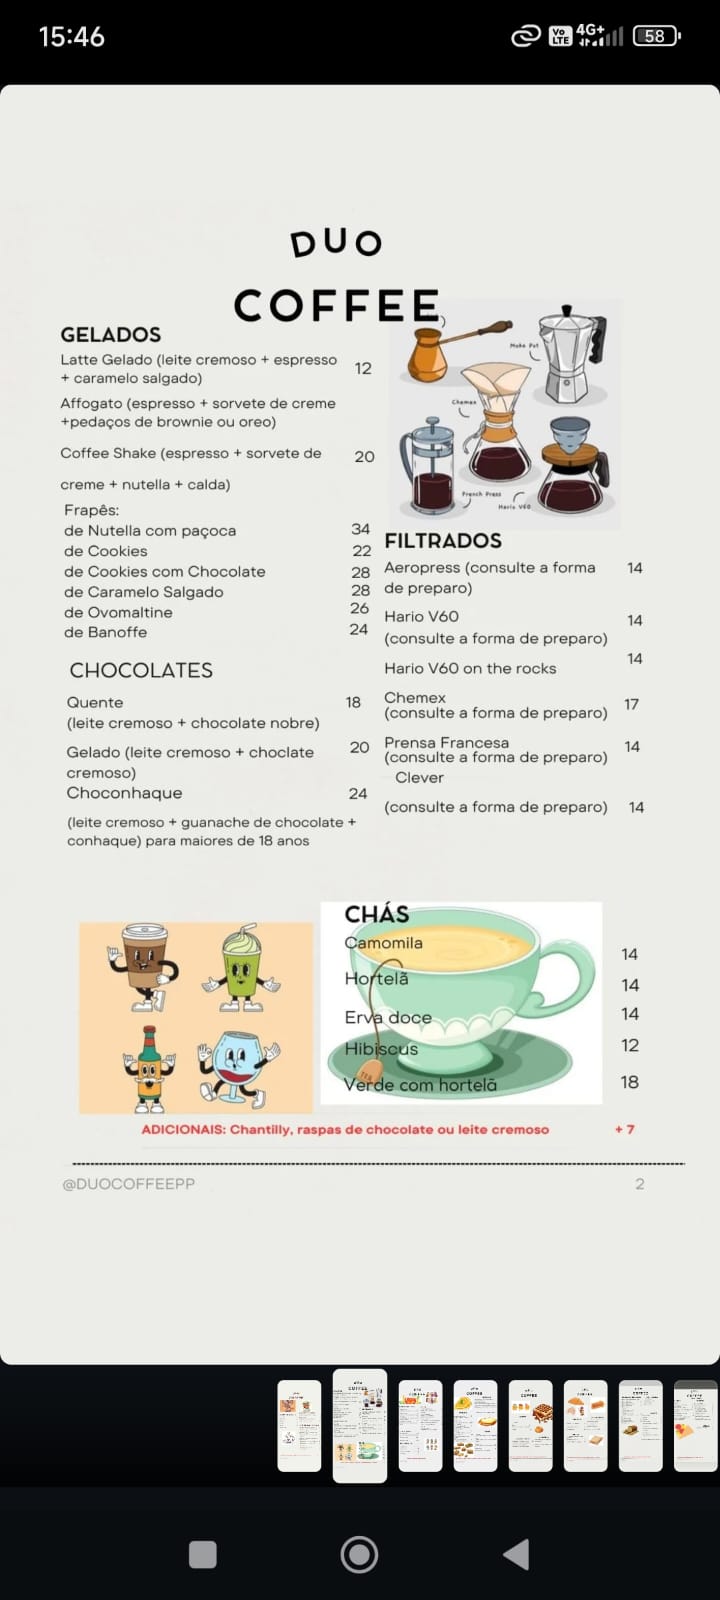 15:46
Vo LTE 4G+ 58
DUO
COFFEE
GELADOS
Latte Gelado (leite cremoso + espresso
+ caramelo salgado) 12
Affogato (espresso + sorvete de creme
+pedaços de brownie ou oreo)
Coffee Shake (espresso + sorvete de 20
creme + nutella + calda)
Frapês:
de Nutella com paçoca 34
de Cookies 22
de Cookies com Chocolate 28
de Caramelo Salgado 28
de Ovomaltine 26
de Banoffe 24
CHOCOLATES
Quente 18
(leite cremoso + chocolate nobre)
Gelado (leite cremoso + choclate 20
cremoso)
Choconhaque 24
(leite cremoso + guanache de chocolate +
conhaque) para maiores de 18 anos
Moka Pot
Chemex
French Press
Hario V60
FILTRADOS
Aeropress (consulte a forma 14
de preparo)
Hario V60 14
(consulte a forma de preparo)
Hario V60 on the rocks 14
Chemex 17
(consulte a forma de preparo)
Prensa Francesa 14
(consulte a forma de preparo)
Clever
(consulte a forma de preparo) 14
CHÁS
Camomila 14
Hortelã 14
Erva doce 14
Hibiscus 12
Verde com hortelã 18
TEA
ADICIONAIS: Chantilly, raspas de chocolate ou leite cremoso + 7
@DUOCOFFEEPP 2